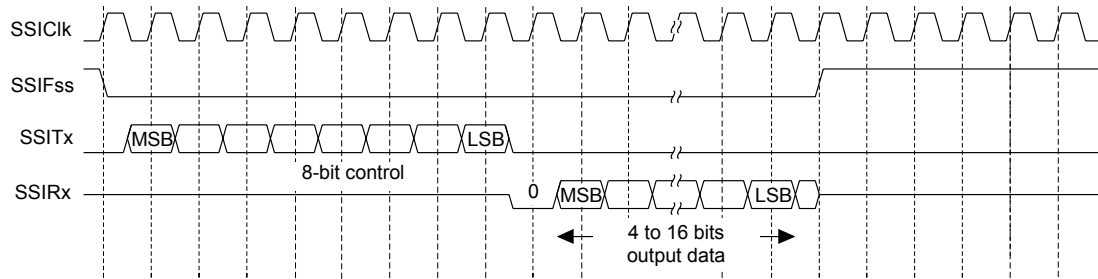 SSIClk
SSIFss
SSITx
MSB
LSB
8-bit control
SSIRx
0
MSB
LSB
4 to 16 bits
output data